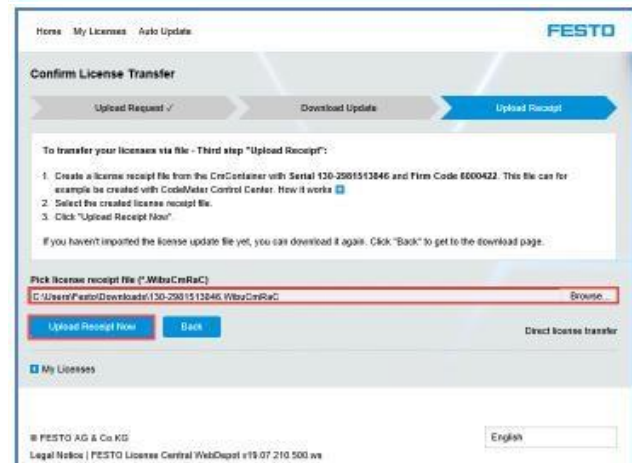 Home My Licenses Auto Update
FESTO
Confirm License Transfer
Upload Request ✓ Download Update Upload Receipt
To transfer your licenses via file - Third step "Upload Receipt":
1. Create a license receipt file from the CmContainer with Serial 130-2981513846 and Firm Code 6000422. This file can for
example be created with CodeMeter Control Center. How it works
2. Select the created license receipt file.
3. Click "Upload Receipt Now".
If you haven't imported the license update file yet, you can download it again. Click "Back" to get to the download page.
Pick license receipt file (*.WibuCmRaC)
C:\Users\Festo\Downloads\130-2981513846.WibuCmRaC Browse...
Upload Receipt Now Back
Direct license transfer
My Licenses
FESTO AG & Co KG
English
Legal Notice | FESTO License Central WebDepot v19.07.210.500.ws